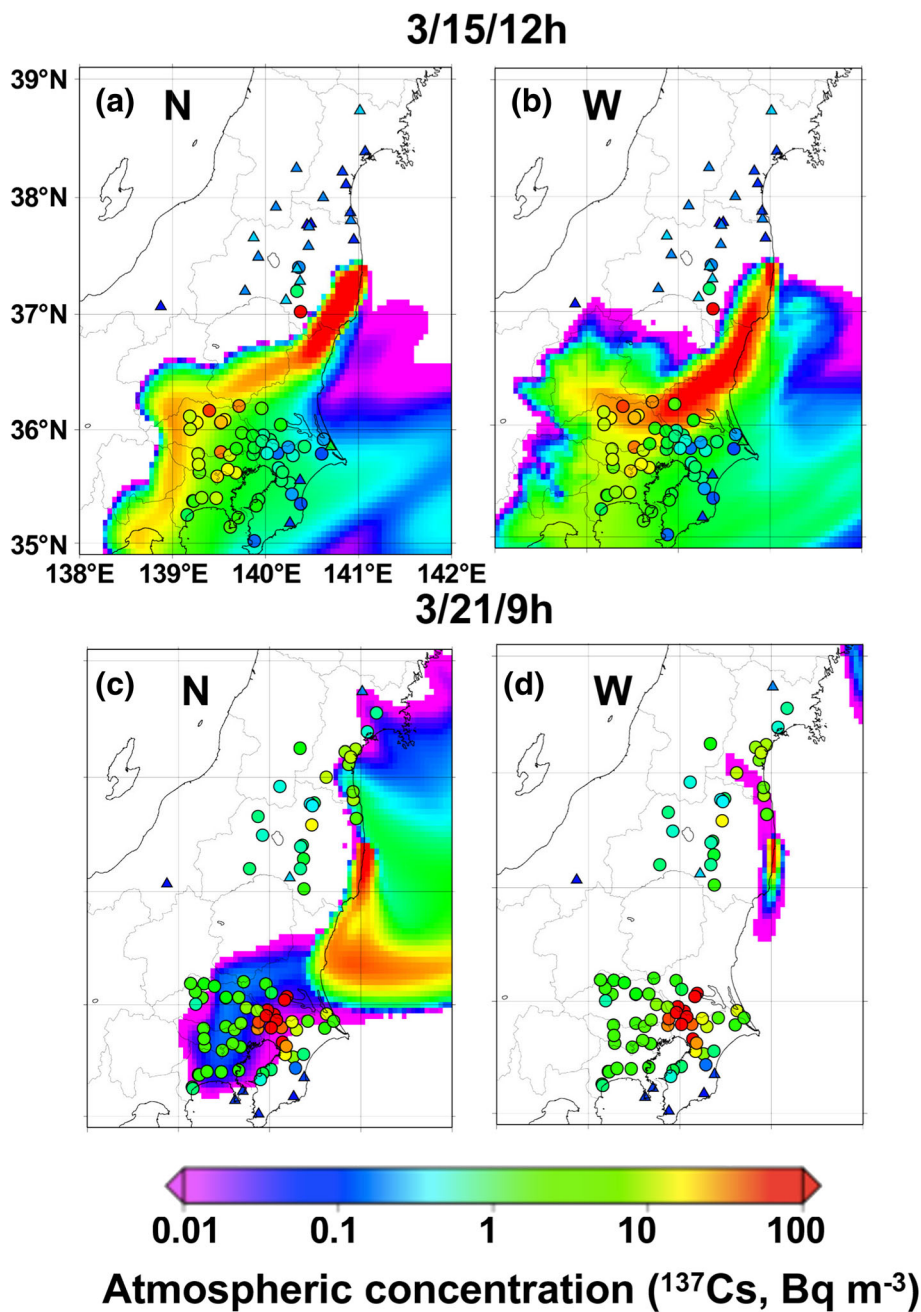 3/15/12h
39°N (a) N (b) W
38°N
37°N
36°N
35°N
138°E 139°E 140°E 141°E 142°E
3/21/9h
(c) N (d) W
0.01 0.1 1 10 100
Atmospheric concentration (¹³⁷Cs, Bq m⁻³)